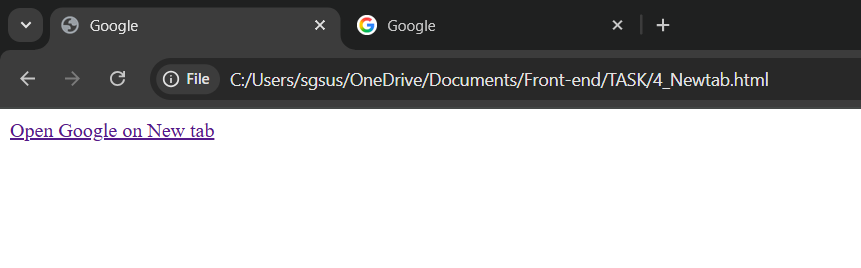 Google
Google
File
C:/Users/sgsus/OneDrive/Documents/Front-end/TASK/4_Newtab.html
Open Google on New tab